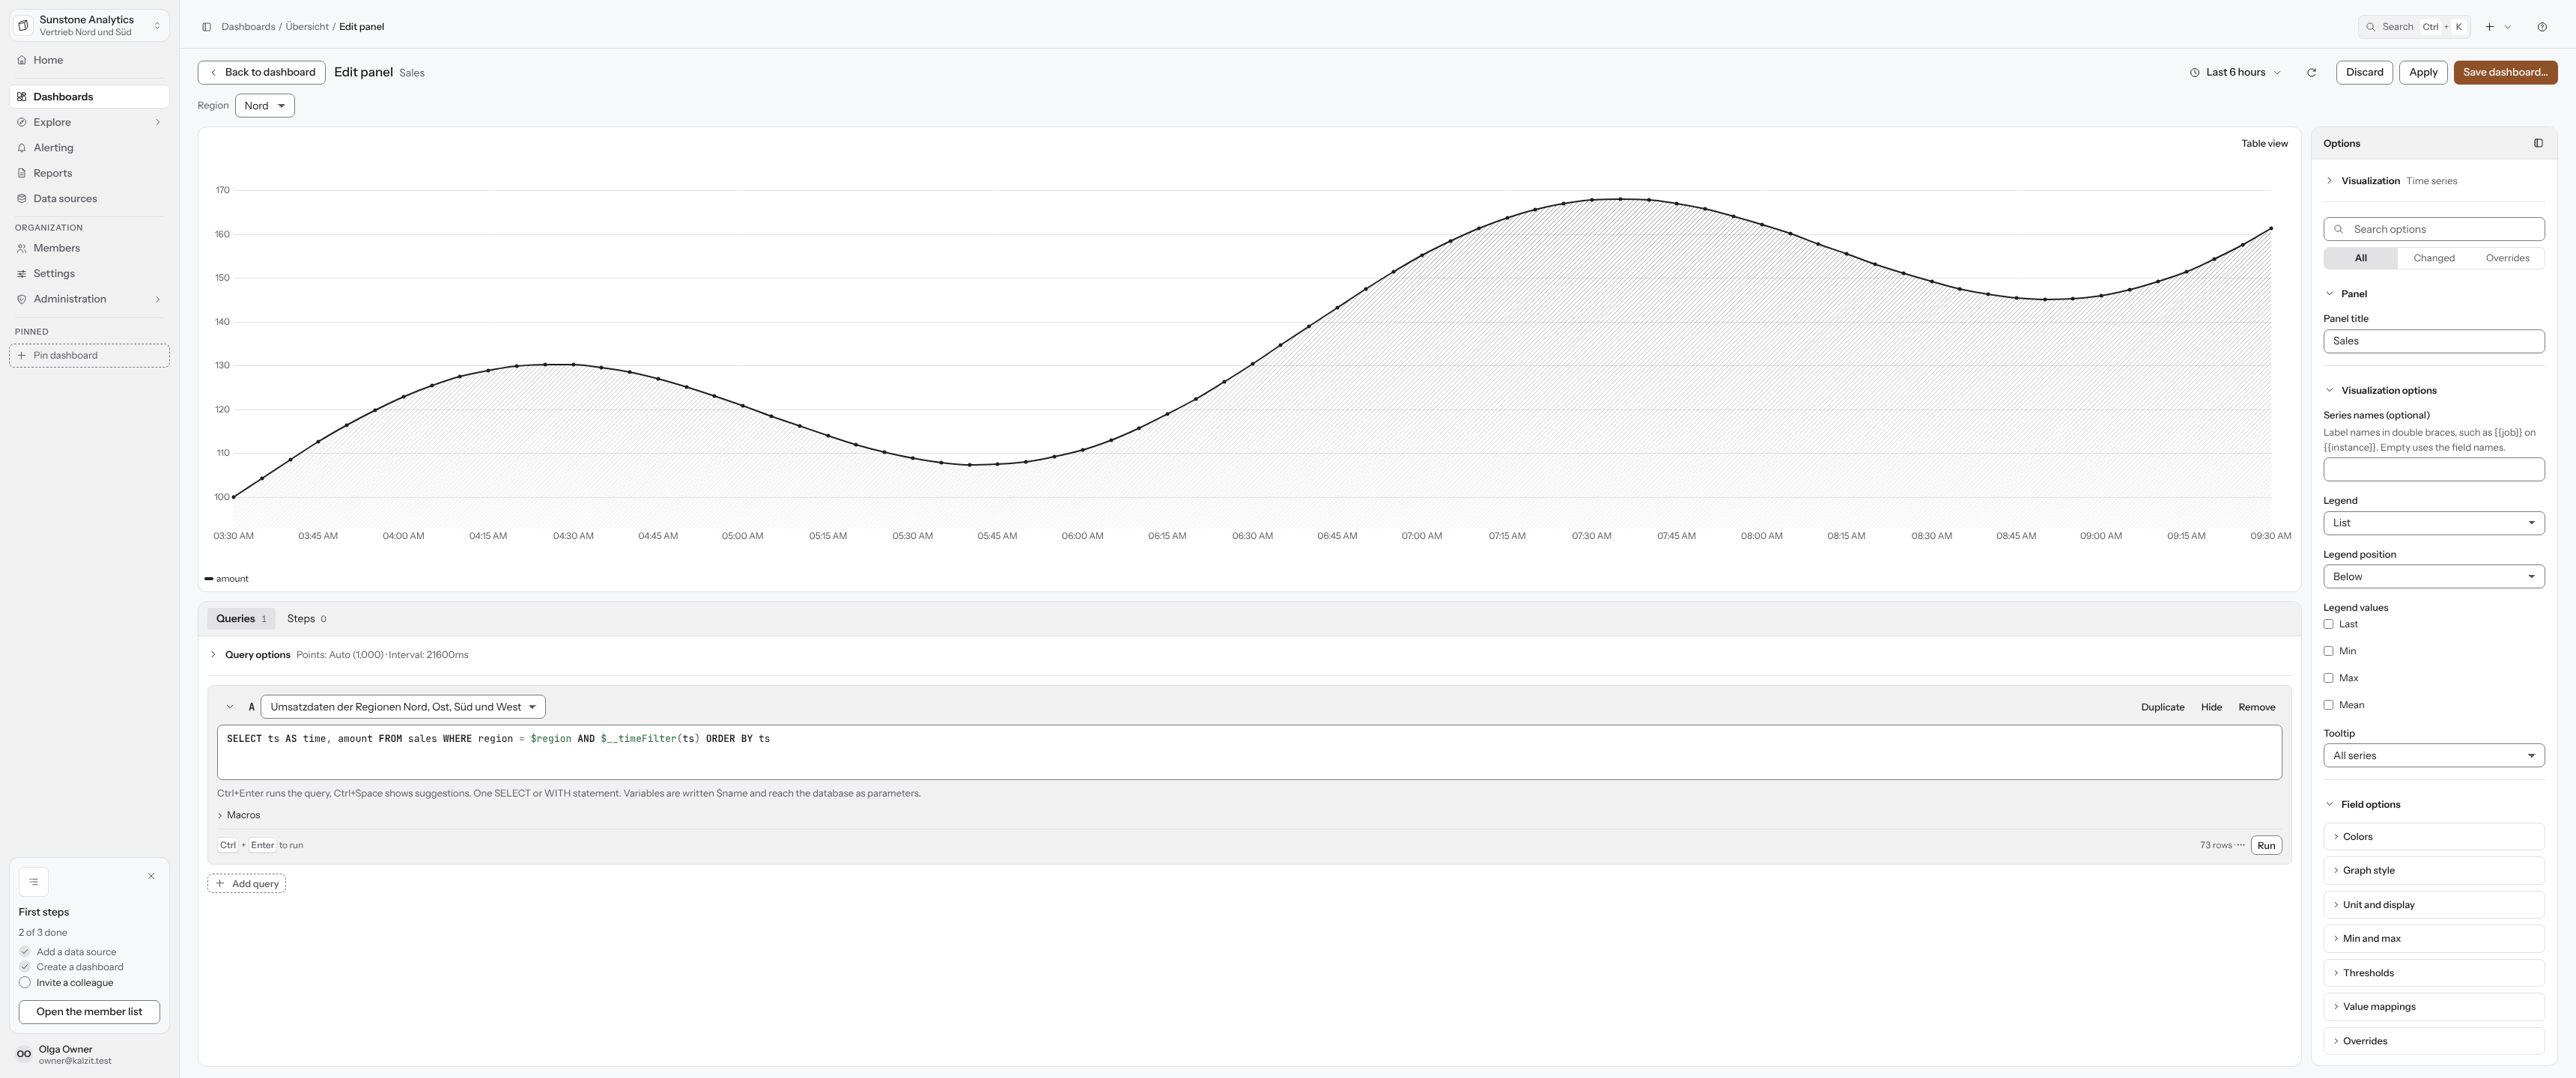 Sunstone Analytics
Vertrieb Nord und Süd
Home
Dashboards
Explore
Alerting
Reports
Data sources
ORGANIZATION
Members
Settings
Administration
PINNED
Pin dashboard
First steps
2 of 3 done
Add a data source
Create a dashboard
Invite a colleague
Open the member list
OO
Olga Owner
owner@kalzit.test
Dashboards / Übersicht / Edit panel
Search Ctrl + K
Back to dashboard
Edit panel Sales
Last 6 hours
Discard
Apply
Save dashboard...
Region Nord
Table view
170
160
150
140
130
120
110
100
03:30 AM 03:45 AM 04:00 AM 04:15 AM 04:30 AM 04:45 AM 05:00 AM 05:15 AM 05:30 AM 05:45 AM 06:00 AM 06:15 AM 06:30 AM 06:45 AM 07:00 AM 07:15 AM 07:30 AM 07:45 AM 08:00 AM 08:15 AM 08:30 AM 08:45 AM 09:00 AM 09:15 AM 09:30 AM
amount
Queries 1 Steps 0
Query options Points: Auto (1,000) · Interval: 21600ms
A Umsatzdaten der Regionen Nord, Ost, Süd und West
Duplicate Hide Remove
SELECT ts AS time, amount FROM sales WHERE region = $region AND $__timeFilter(ts) ORDER BY ts
Ctrl+Enter runs the query, Ctrl+Space shows suggestions. One SELECT or WITH statement. Variables are written $name and reach the database as parameters.
Macros
Ctrl + Enter to run
73 rows · ···
Run
Add query
Options
Visualization Time series
Search options
All Changed Overrides
Panel
Panel title
Sales
Visualization options
Series names (optional)
Label names in double braces, such as {{job}} on
{{instance}}. Empty uses the field names.
Legend
List
Legend position
Below
Legend values
Last
Min
Max
Mean
Tooltip
All series
Field options
Colors
Graph style
Unit and display
Min and max
Thresholds
Value mappings
Overrides